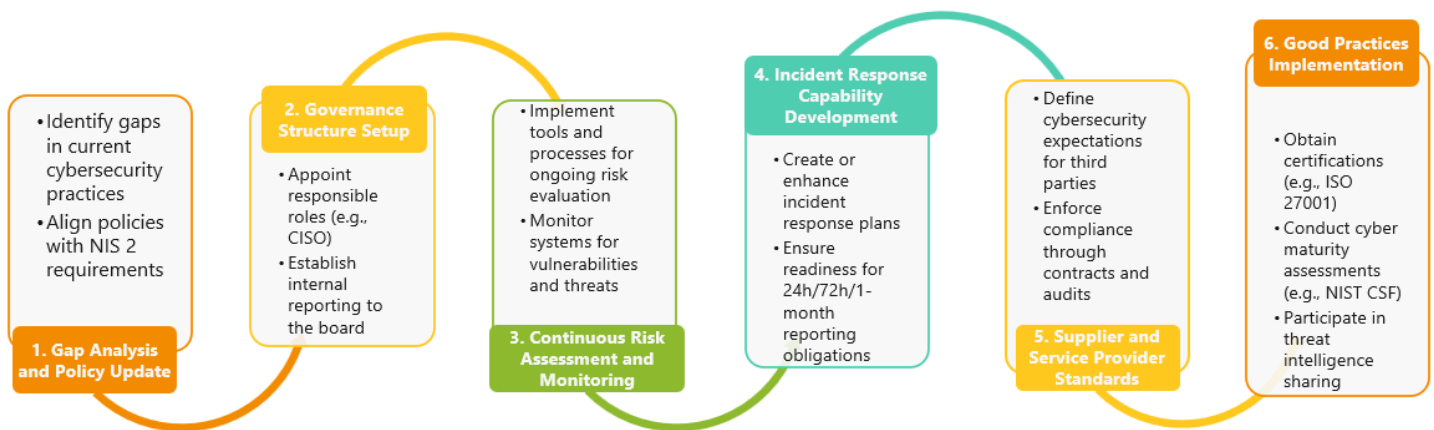 •Identify gaps
in current
cybersecurity
practices
•Align policies
with NIS 2
requirements
1. Gap Analysis
and Policy Update
2. Governance
Structure Setup
•Appoint
responsible
roles (e.g.,
CISO)
•Establish
internal
reporting to
the board
•Implement
tools and
processes for
ongoing risk
evaluation
•Monitor
systems for
vulnerabilities
and threats
3. Continuous Risk
Assessment and
Monitoring
4. Incident Response
Capability
Development
•Create or
enhance
incident
response plans
•Ensure
readiness for
24h/72h/1-
month
reporting
obligations
•Define
cybersecurity
expectations
for third
parties
•Enforce
compliance
through
contracts and
audits
5. Supplier and
Service Provider
Standards
6. Good Practices
Implementation
•Obtain
certifications
(e.g., ISO
27001)
•Conduct cyber
maturity
assessments
(e.g., NIST CSF)
•Participate in
threat
intelligence
sharing